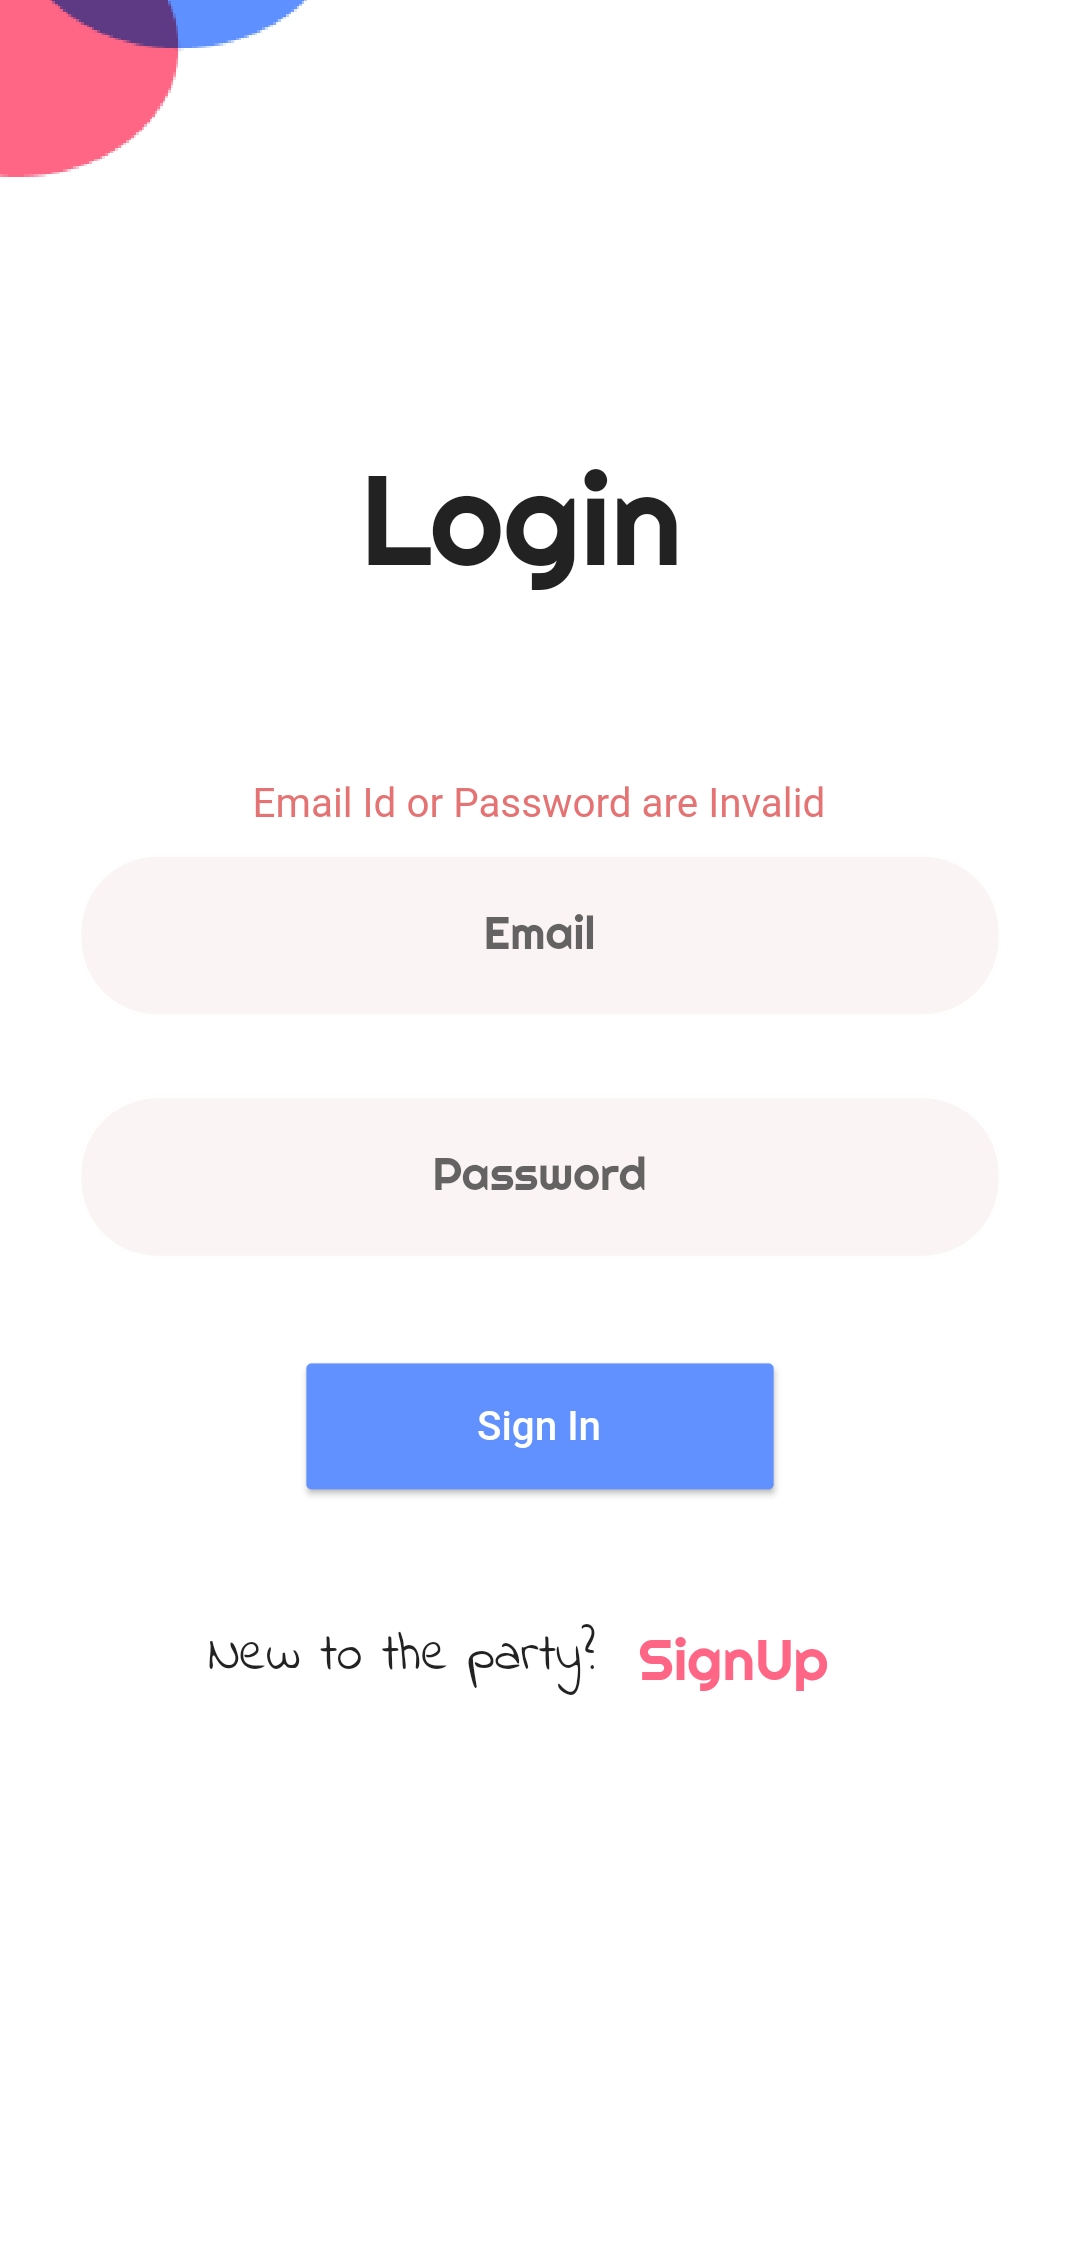 Login
Email Id or Password are Invalid
Email
Password
Sign In
New to the party? SignUp